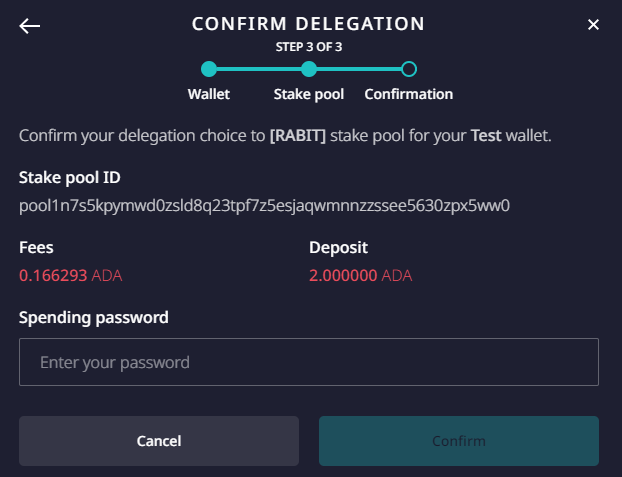 CONFIRM DELEGATION
STEP 3 OF 3
Wallet Stake pool Confirmation
Confirm your delegation choice to [RABIT] stake pool for your Test wallet.
Stake pool ID
pool1n7s5kpymwd0zsld8q23tpf7z5esjaqwmnnzzssee5630zpx5ww0
Fees Deposit
0.166293 ADA 2.000000 ADA
Spending password
Enter your password
Cancel Confirm